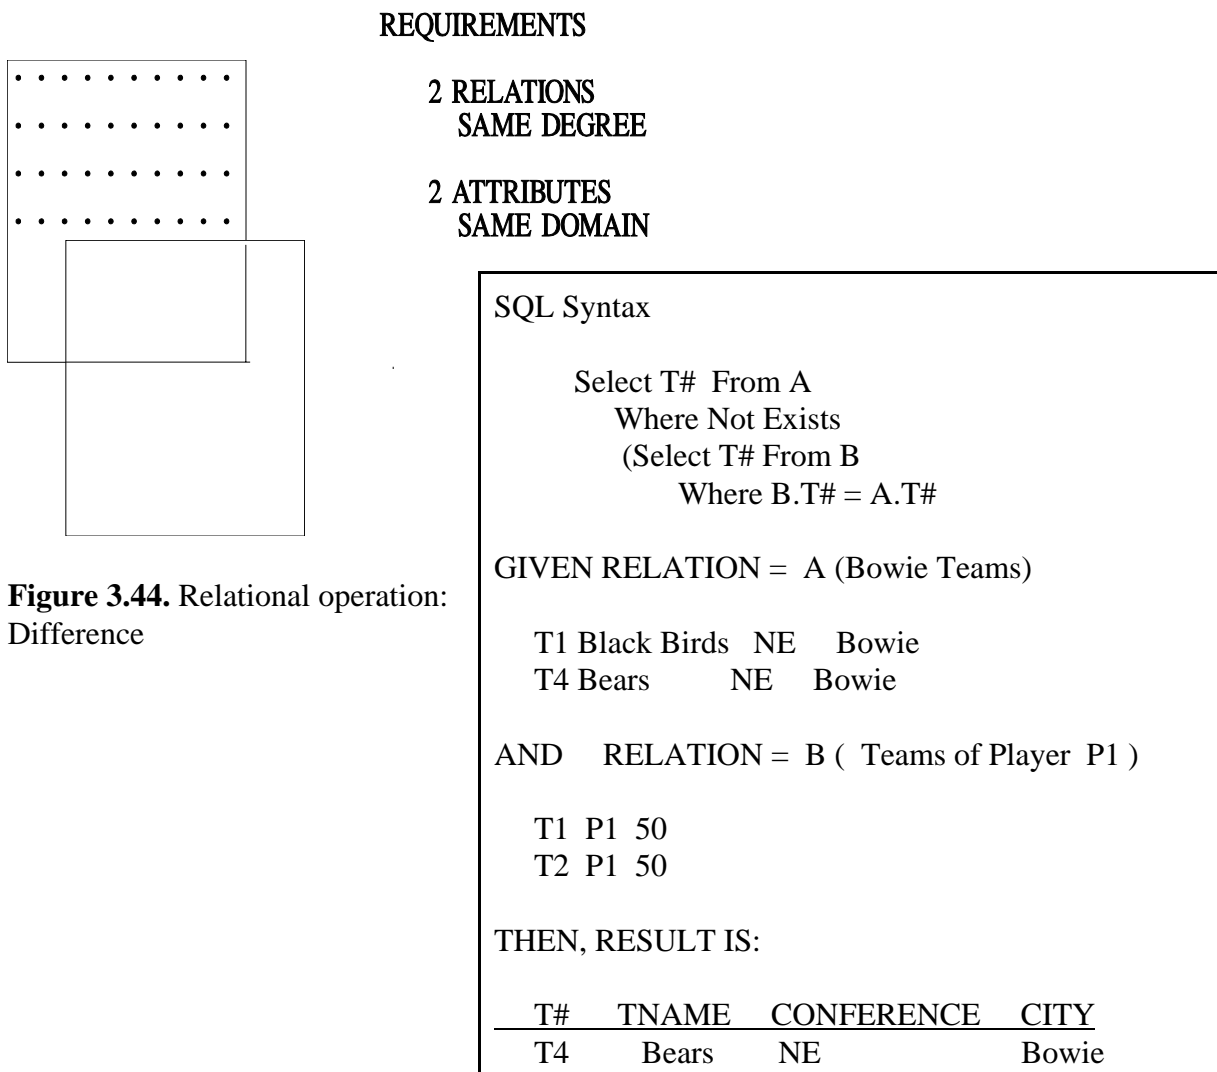 REQUIREMENTS
2 RELATIONS
SAME DEGREE
2 ATTRIBUTES
SAME DOMAIN
SQL Syntax
Select T# From A
Where Not Exists
(Select T# From B
Where B.T# = A.T#
GIVEN RELATION = A (Bowie Teams)
T1 Black Birds NE Bowie
T4 Bears NE Bowie
AND RELATION = B ( Teams of Player P1 )
T1 P1 50
T2 P1 50
THEN, RESULT IS:
T# TNAME CONFERENCE CITY
T4 Bears NE Bowie
Figure 3.44. Relational operation:
Difference